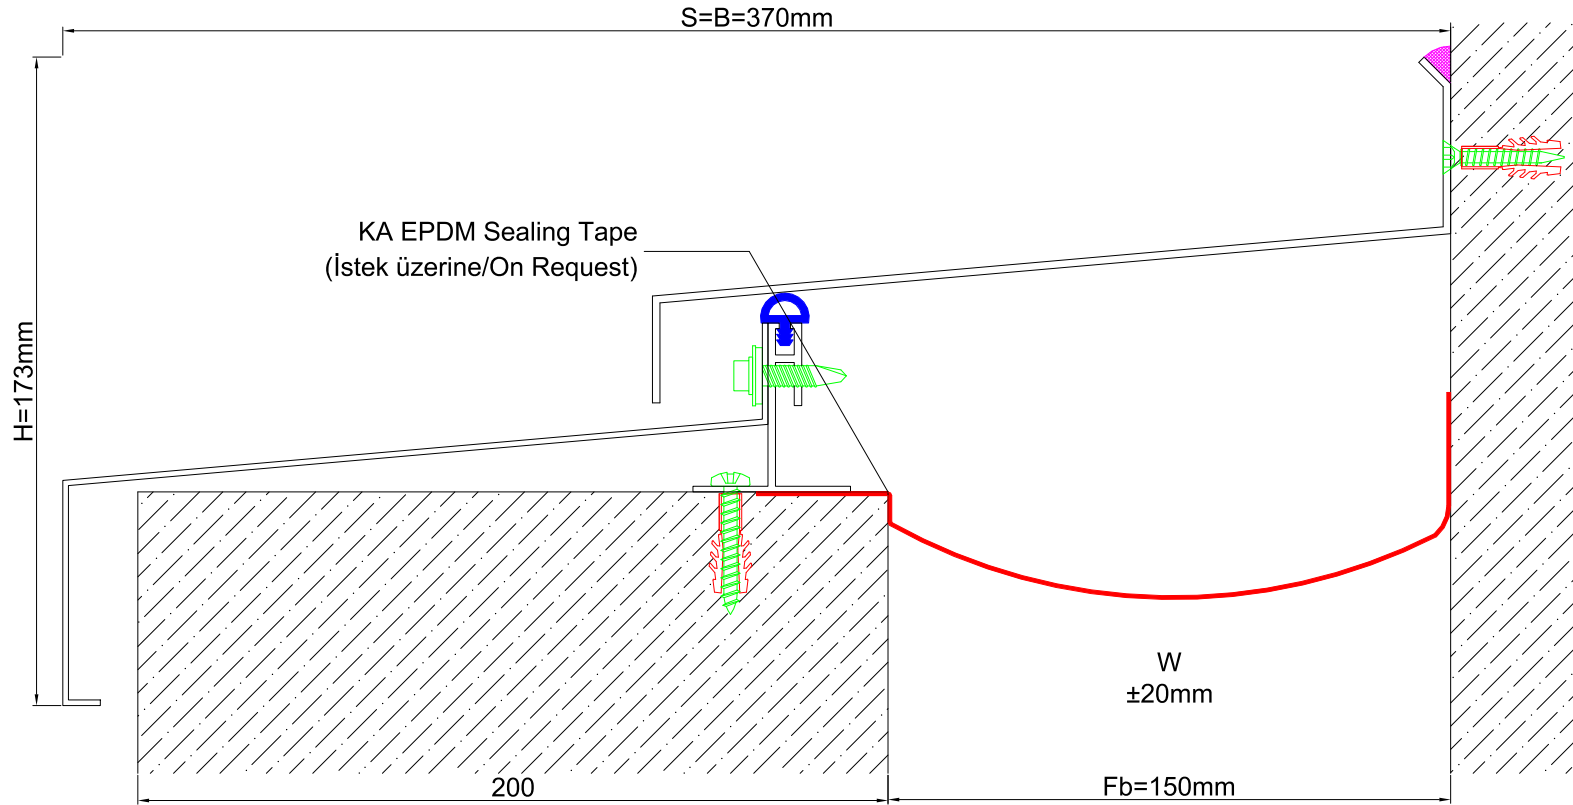 S=B=370mm
KA EPDM Sealing Tape
(İstek üzerine/On Request)
H=173mm
W
±20mm
200
Fb=150mm